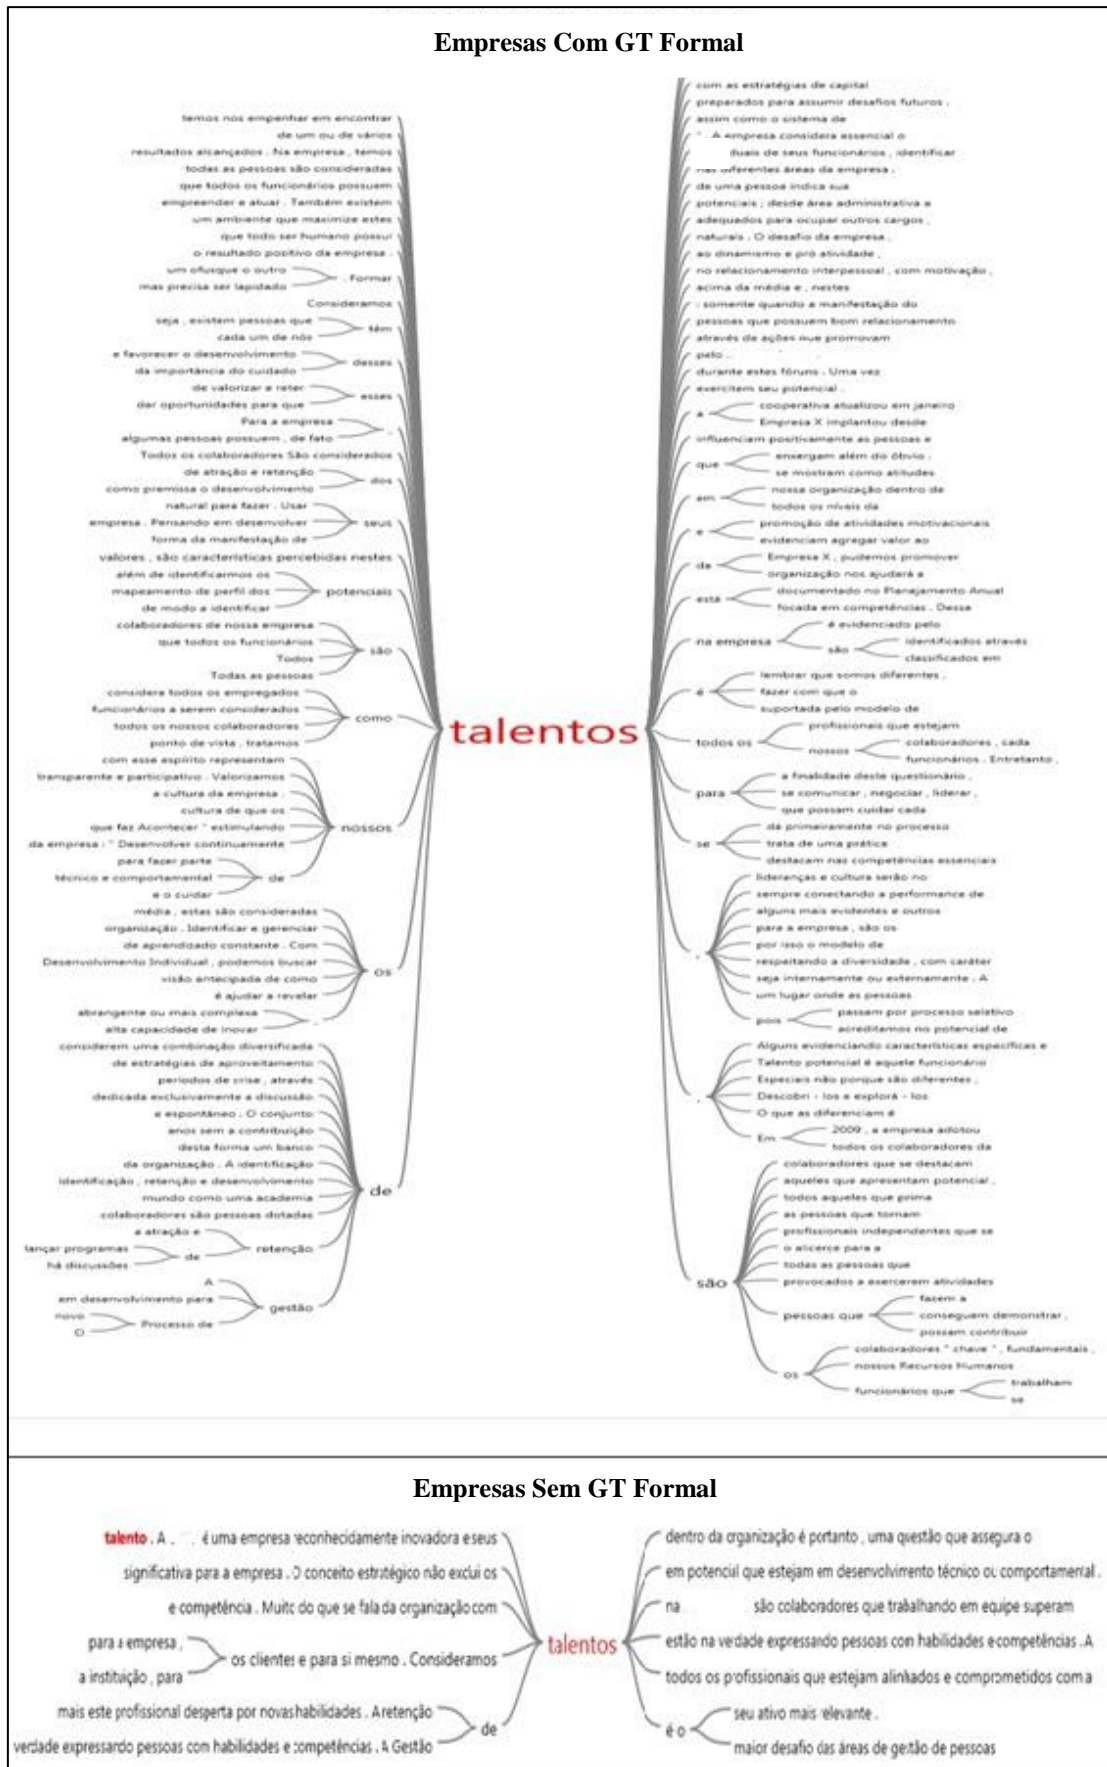 Empresas Com GT Formal
temos nos empenhar em encontrar
de um ou de vários
resultados alcançados . Na empresa , temos
todas as pessoas são consideradas
que todos os funcionários possuem
empreender e atuar . Também existem
um ambiente que maximize estes
que todo ser humano possui
o resultado positivo da empresa .
um ofusque o outro
mas precisa ser lapidado
. Formar
Consideramos
seja , existem pessoas que
cada um de nós
têm
e favorecer o desenvolvimento
da importância do cuidado
desses
de valorizar e reter
dar oportunidades para que
esses
Para a empresa
algumas pessoas possuem , de fato
,
Todos os colaboradores São considerados
de atração e retenção
como premissa o desenvolvimento
dos
natural para fazer . Usar
empresa . Pensando em desenvolver
forma da manifestação de
seus
valores , são características percebidas nestes
além de identificarmos os
mapeamento de perfil dos
de modo a identificar
potenciais
colaboradores de nossa empresa
que todos os funcionários
Todos
Todas as pessoas
são
considera todos os empregados
funcionários a serem considerados
todos os nossos colaboradores
ponto de vista , tratamos
como
com esse espírito representam
transparente e participativo . Valorizamos
a cultura da empresa .
cultura de que os
que faz Acontecer " estimulando
da empresa : " Desenvolver continuamente
para fazer parte
técnico e comportamental
e o cuidar
de
nossos
média , estas são consideradas
organização . Identificar e gerenciar
de aprendizado constante . Com
Desenvolvimento Individual , podemos buscar
visão antecipada de como
é ajudar a revelar
abrangente ou mais complexa
alta capacidade de inovar
os
considerem uma combinação diversificada
de estratégias de aproveitamento
períodos de crise , através
dedicada exclusivamente a discussão
e espontâneo . O conjunto
anos sem a contribuição
desta forma um banco
da organização . A identificação
identificação , retenção e desenvolvimento
mundo como uma academia
colaboradores são pessoas dotadas
a atração e
lançar programas
há discussões
de
retenção
A
em desenvolvimento para
novo
O
Processo de
gestão
de
talentos
com as estratégias de capital
preparados para assumir desafios futuros .
assim como o sistema de
" . A empresa considera essencial o
duais de seus funcionários , identificar
nas diferentes áreas da empresa .
de uma pessoa indica sua
potenciais ; desde área administrativa a
adequados para ocupar outros cargos ,
naturais . O desafio da empresa ,
ao dinamismo e pró atividade ,
no relacionamento interpessoal , com motivação ,
acima da média e , nestes
: somente quando a manifestação do
pessoas que possuem bom relacionamento
através de ações que promovam
pelo
durante estes fóruns . Uma vez
exercitem seu potencial .
a
cooperativa atualizou em janeiro
Empresa X implantou desde
influenciam positivamente as pessoas e
que
enxergam além do óbvio .
se mostram como atitudes
em
nossa organização dentro de
todos os níveis da
e
promoção de atividades motivacionais
evidenciam agregar valor ao
da
Empresa X , pudemos promover
organização nos ajudará a
está
documentado no Planejamento Anual
focada em competências . Dessa
na empresa
é evidenciado pelo
são
identificados através
classificados em
é
lembrar que somos diferentes ,
fazer com que o
suportada pelo modelo de
todos os
profissionais que estejam
nossos
colaboradores , cada
funcionários . Entretanto ,
para
a finalidade deste questionário ,
se comunicar , negociar , liderar ,
que possam cuidar cada
se
dá primeiramente no processo
trata de uma prática
destacam nas competências essenciais
,
lideranças e cultura serão no
sempre conectando a performance de
alguns mais evidentes e outros
para a empresa , são os
por isso o modelo de
respeitando a diversidade , com caráter
seja internamente ou externamente . A
um lugar onde as pessoas
pois
passam por processo seletivo
acreditamos no potencial de
.
Alguns evidenciando características específicas e
Talento potencial é aquele funcionário
Especiais não porque são diferentes ,
Descobri - los e explorá - los
O que as diferenciam é
Em
2009 , a empresa adotou
todos os colaboradores da
são
colaboradores que se destacam
aqueles que apresentam potencial ,
todos aqueles que prima
as pessoas que tornam
profissionais independentes que se
o alicerce para a
todas as pessoas que
provocados a exercerem atividades
pessoas que
fazem a
conseguem demonstrar ,
possam contribuir
os
colaboradores " chave " , fundamentais ,
nossos Recursos Humanos
funcionários que
trabalham
se
Empresas Sem GT Formal
talento . A é uma empresa reconhecidamente inovadora e seus
significativa para a empresa . O conceito estratégico não exclui os
e competência . Muito do que se fala da organização com
para a empresa ,
a instituição , para
os clientes e para si mesmo . Consideramos
mais este profissional desperta por novas habilidades . A retenção
verdade expressando pessoas com habilidades e competências . A Gestão
de
talentos
dentro da organização é portanto , uma questão que assegura o
em potencial que estejam em desenvolvimento técnico ou comportamental .
na são colaboradores que trabalhando em equipe superam
estão na verdade expressando pessoas com habilidades e competências . A
todos os profissionais que estejam alinhados e comprometidos com a
é o
seu ativo mais relevante .
maior desafio das áreas de gestão de pessoas